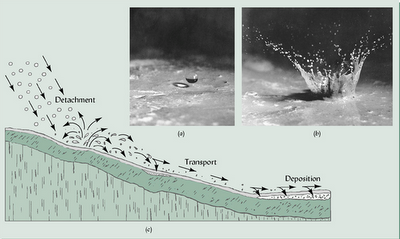 Detachment
(a)
(b)
Transport
Deposition
(c)